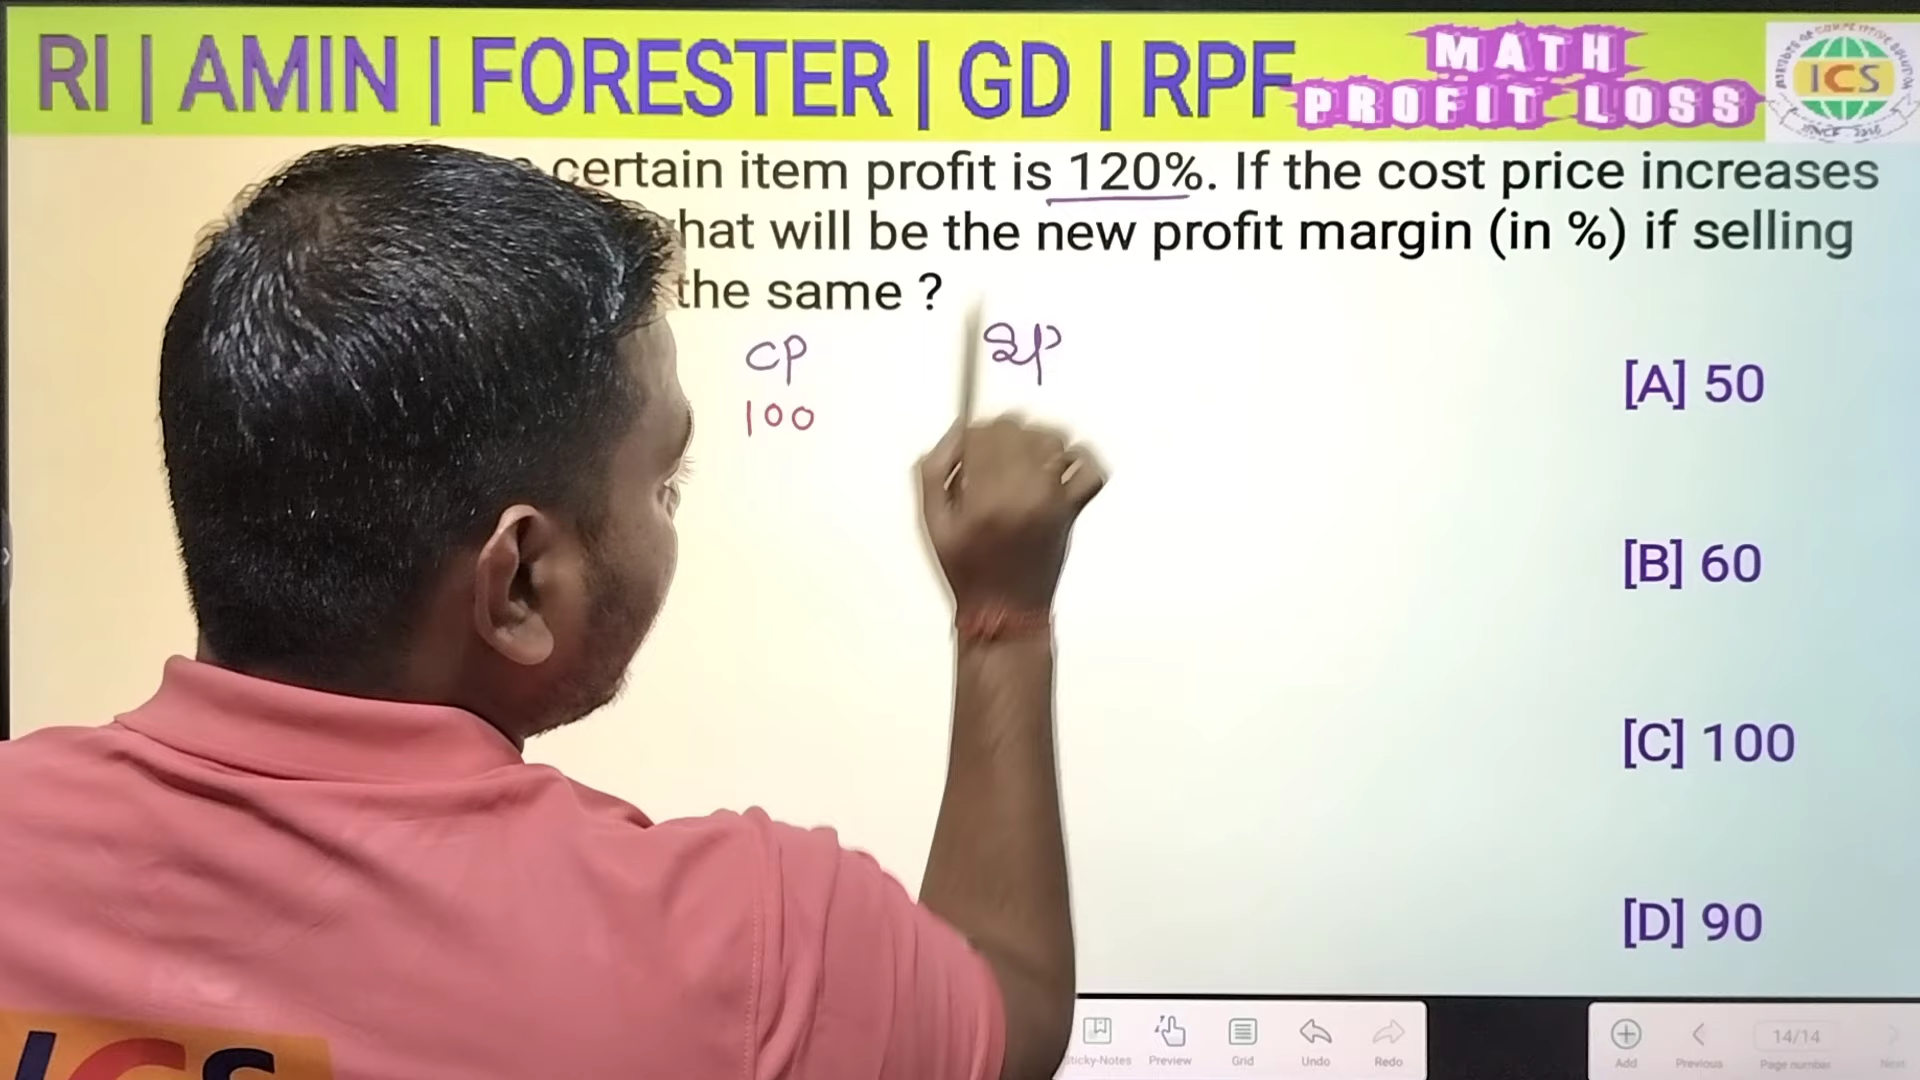 RI | AMIN | FORESTER | GD | RPF
MATH
PROFIT LOSS
ICS
certain item profit is 120%. If the cost price increases
hat will be the new profit margin (in %) if selling
the same ?
CP SP
100
[A] 50
[B] 60
[C] 100
[D] 90
ICS
Sticky-Notes Preview Grid Undo Redo
Add Previous 14/14 Page number Next